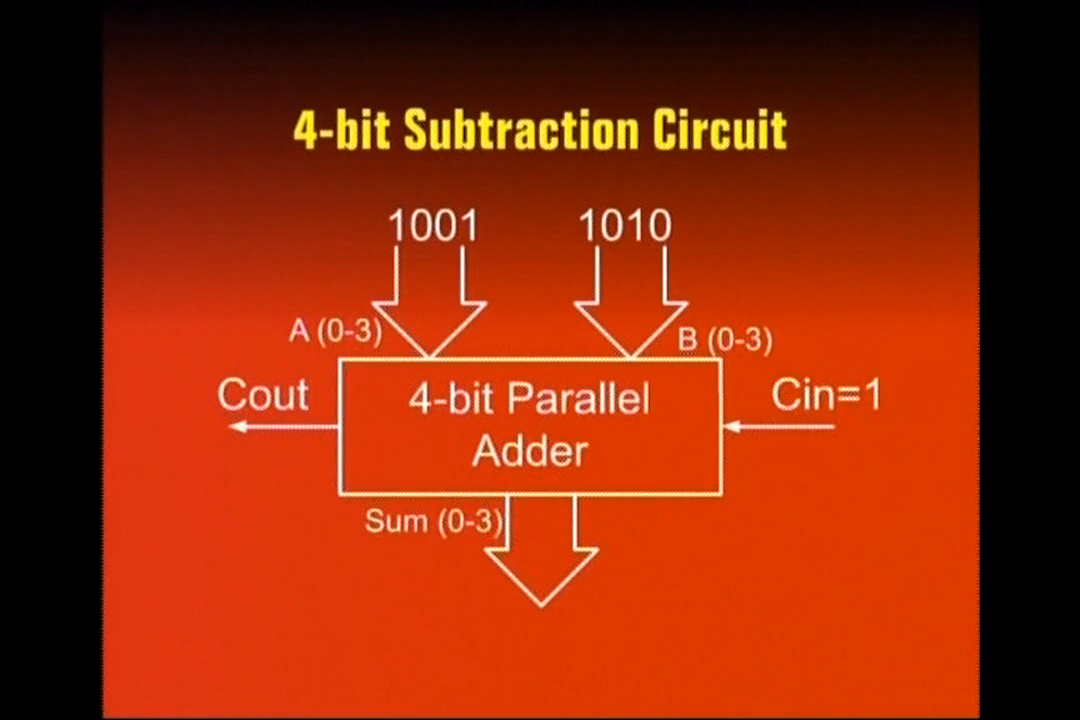 4-bit Subtraction Circuit
1001 1010
A (0-3) B (0-3)
Cout 4-bit Parallel Cin=1
Adder
Sum (0-3)